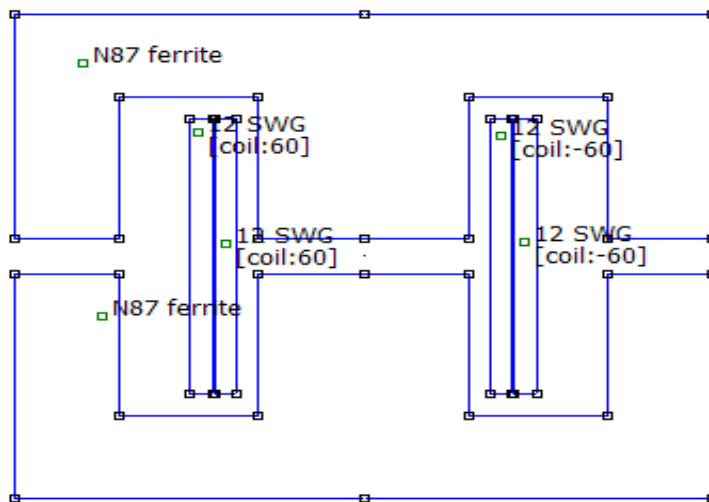 N87 ferrite
12 SWG
[coil:60]
12 SWG
[coil:-60]
12 SWG
[coil:60]
12 SWG
[coil:-60]
N87 ferrite